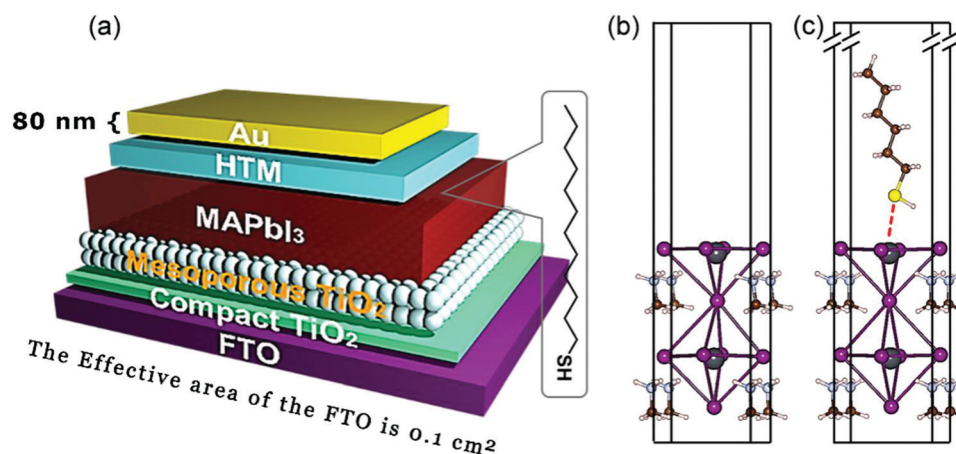 (a)
80 nm {
Au
HTM
MAPbI₃
Mesoporous TiO₂
Compact TiO₂
FTO
The Effective area of the FTO is 0.1 cm²
HS
(b)
(c)